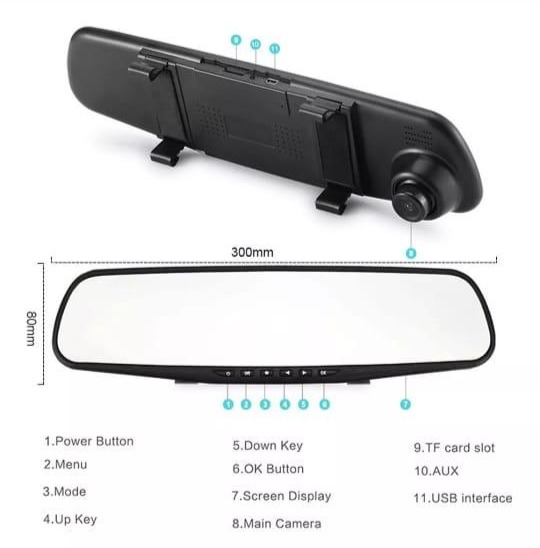 9
10
11
8
300mm
80mm
1
2
3
4
5
6
7
OK
1.Power Button
2.Menu
3.Mode
4.Up Key
5.Down Key
6.OK Button
7.Screen Display
8.Main Camera
9.TF card slot
10.AUX
11.USB interface